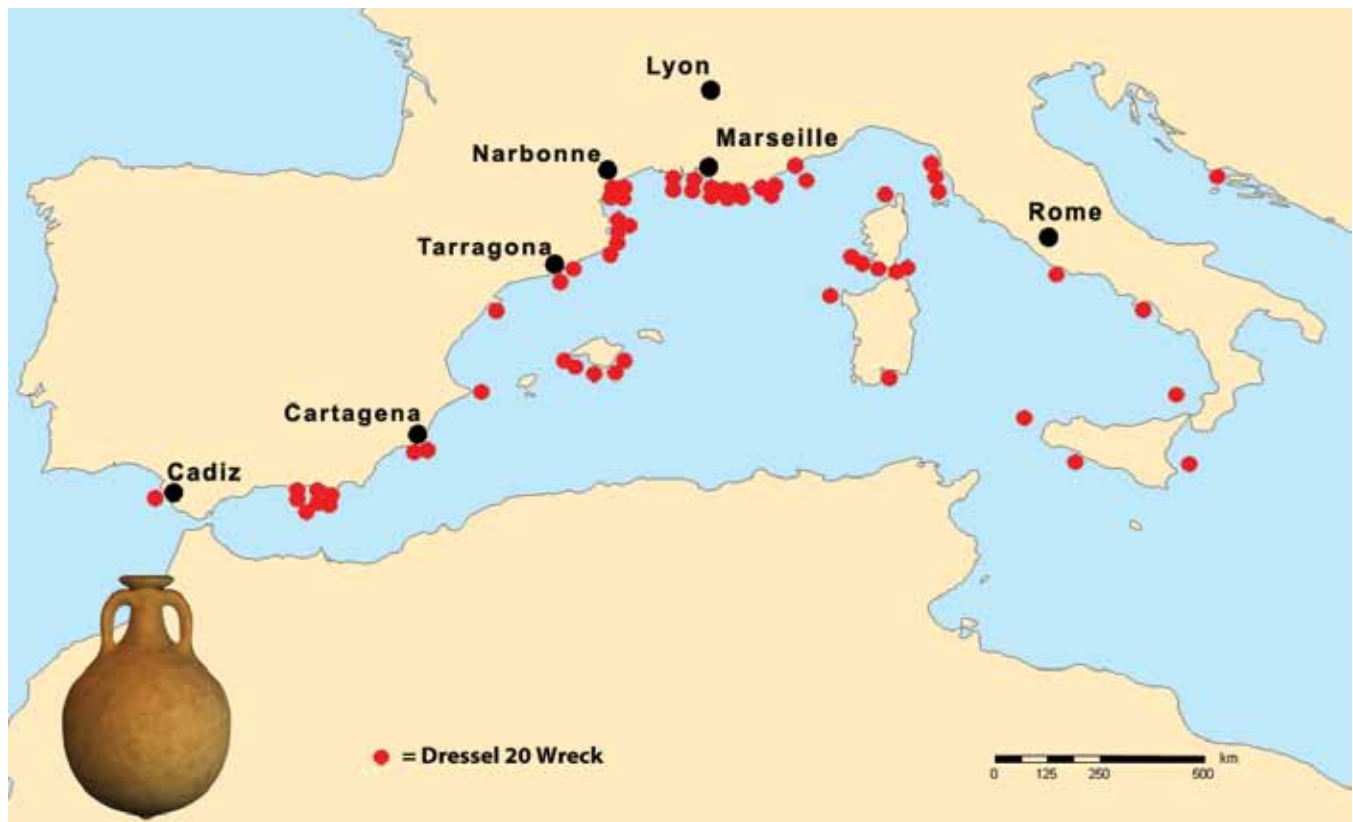 Lyon
Marseille
Narbonne
Rome
Tarragona
Cartagena
Cadiz
= Dressel 20 Wreck
km
0 125 250 500